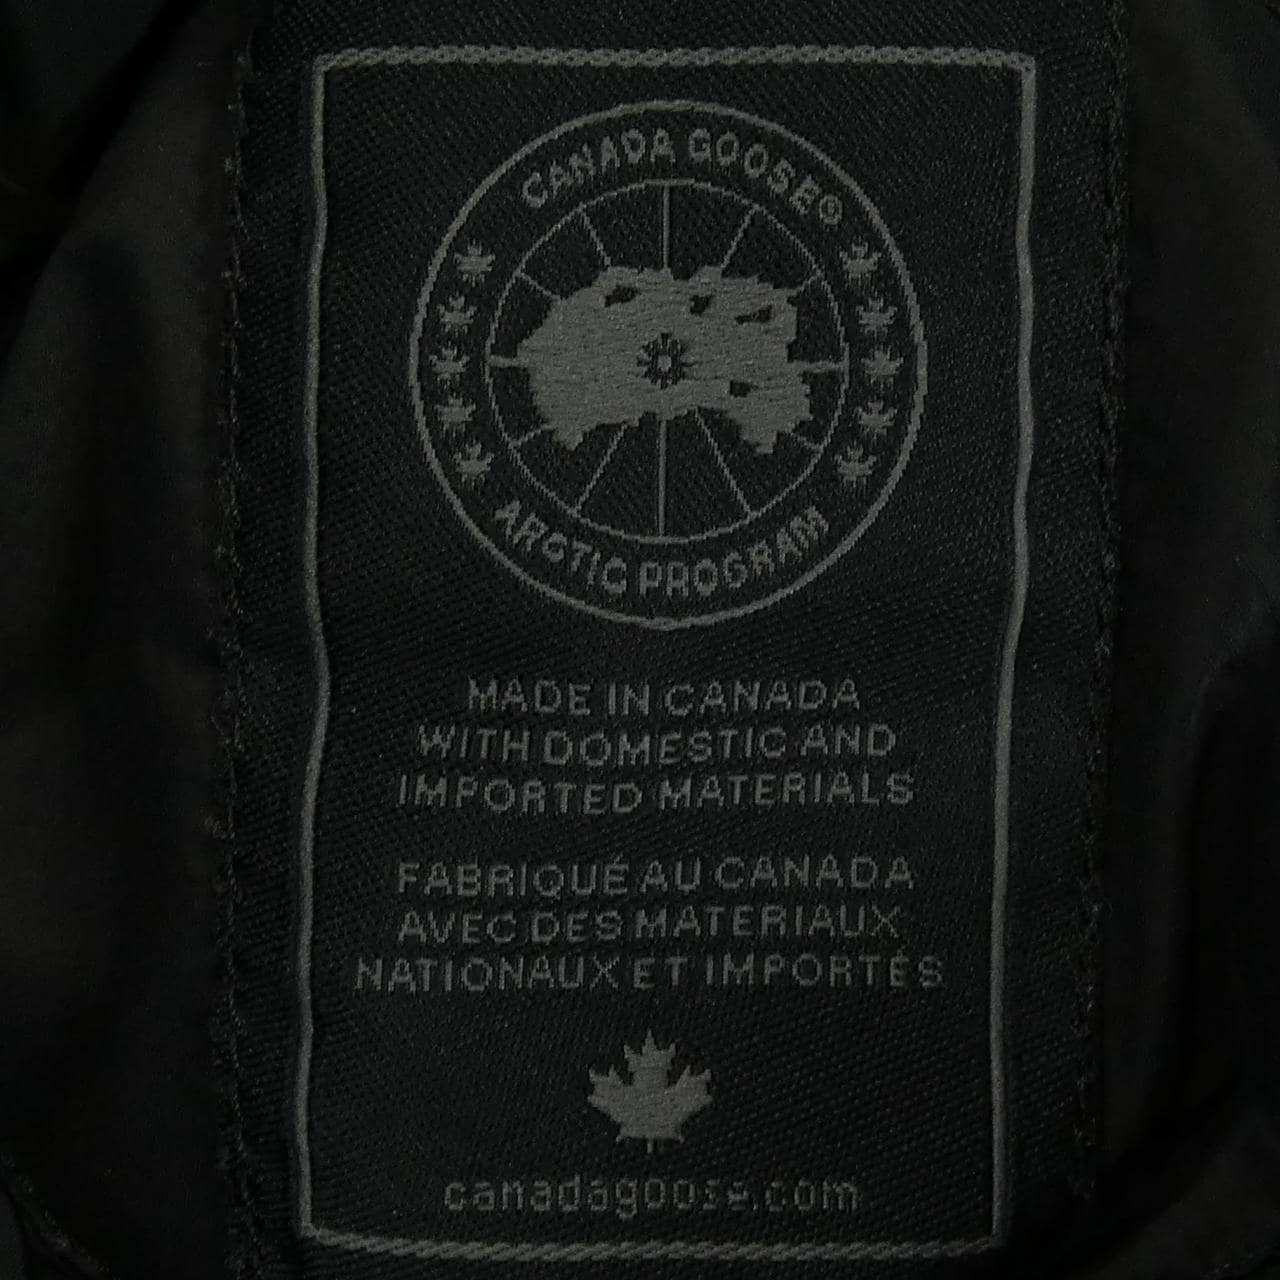 CANADA GOOSE®
ARCTIC PROGRAM
MADE IN CANADA
WITH DOMESTIC AND
IMPORTED MATERIALS
FABRIQUÉ AU CANADA
AVEC DES MATERIAUX
NATIONAUX ET IMPORTÉS
canadagoose.com